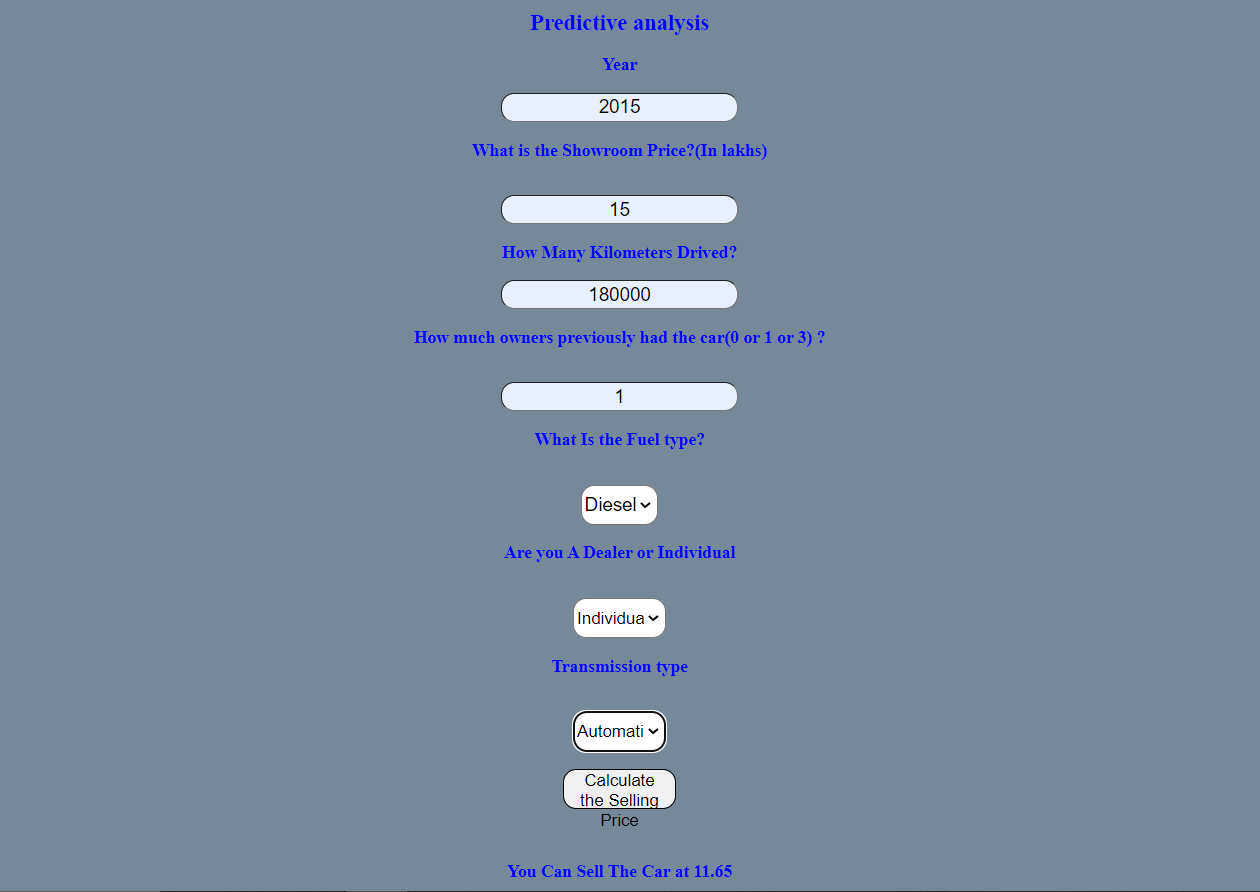 Predictive analysis
Year
2015
What is the Showroom Price?(In lakhs)
15
How Many Kilometers Drived?
180000
How much owners previously had the car(0 or 1 or 3) ?
1
What Is the Fuel type?
Diesel
Are you A Dealer or Individual
Individua
Transmission type
Automati
Calculate
the Selling
Price
You Can Sell The Car at 11.65